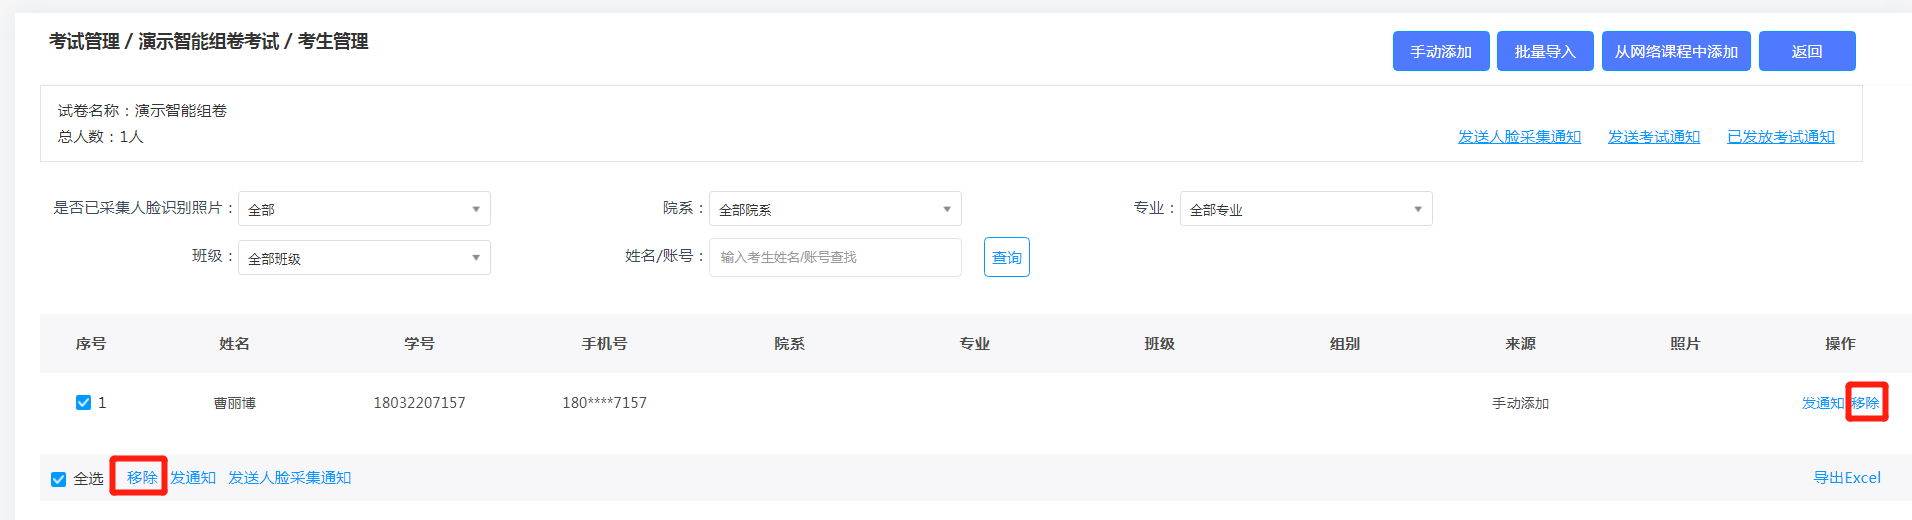 考试管理 / 演示智能组卷考试 / 考生管理
手动添加 批量导入 从网络课程中添加 返回
试卷名称：演示智能组卷
总人数：1人
发送人脸采集通知 发送考试通知 已发放考试通知
是否已采集人脸识别照片： 全部 院系： 全部院系 专业： 全部专业
班级： 全部班级 姓名/账号： 输入考生姓名/账号查找 查询
序号 姓名 学号 手机号 院系 专业 班级 组别 来源 照片 操作
1 曹丽博 18032207157 180****7157 手动添加 发通知 移除
全选 移除 发通知 发送人脸采集通知 导出Excel